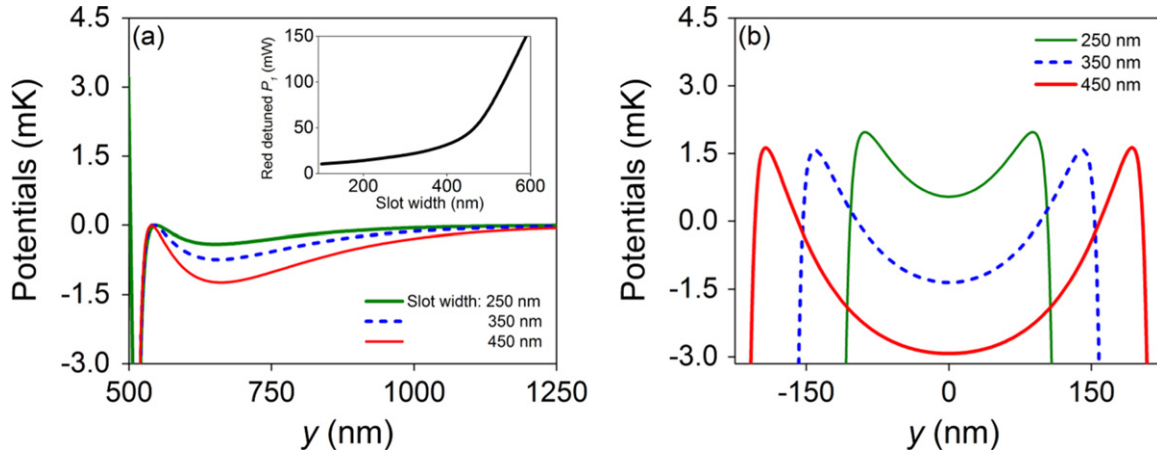 (a)
Potentials (mK)
4.5
3.0
1.5
0.0
-1.5
-3.0
500
750
1000
1250
y (nm)
Red detuned P₁ (mW)
150
100
50
0
200
400
600
Slot width (nm)
Slot width: 250 nm
350 nm
450 nm
(b)
Potentials (mK)
4.5
3.0
1.5
0.0
-1.5
-3.0
-150
0
150
y (nm)
250 nm
350 nm
450 nm